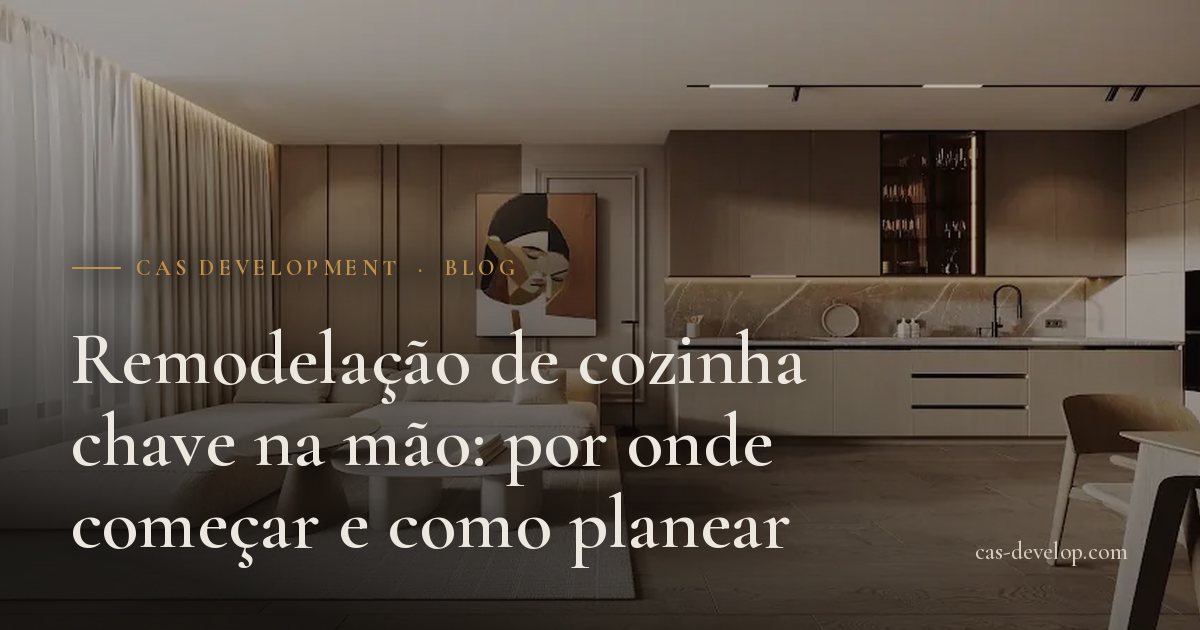 CAS DEVELOPMENT · BLOG
Remodelação de cozinha
chave na mão: por onde
começar e como planear
cas-develop.com